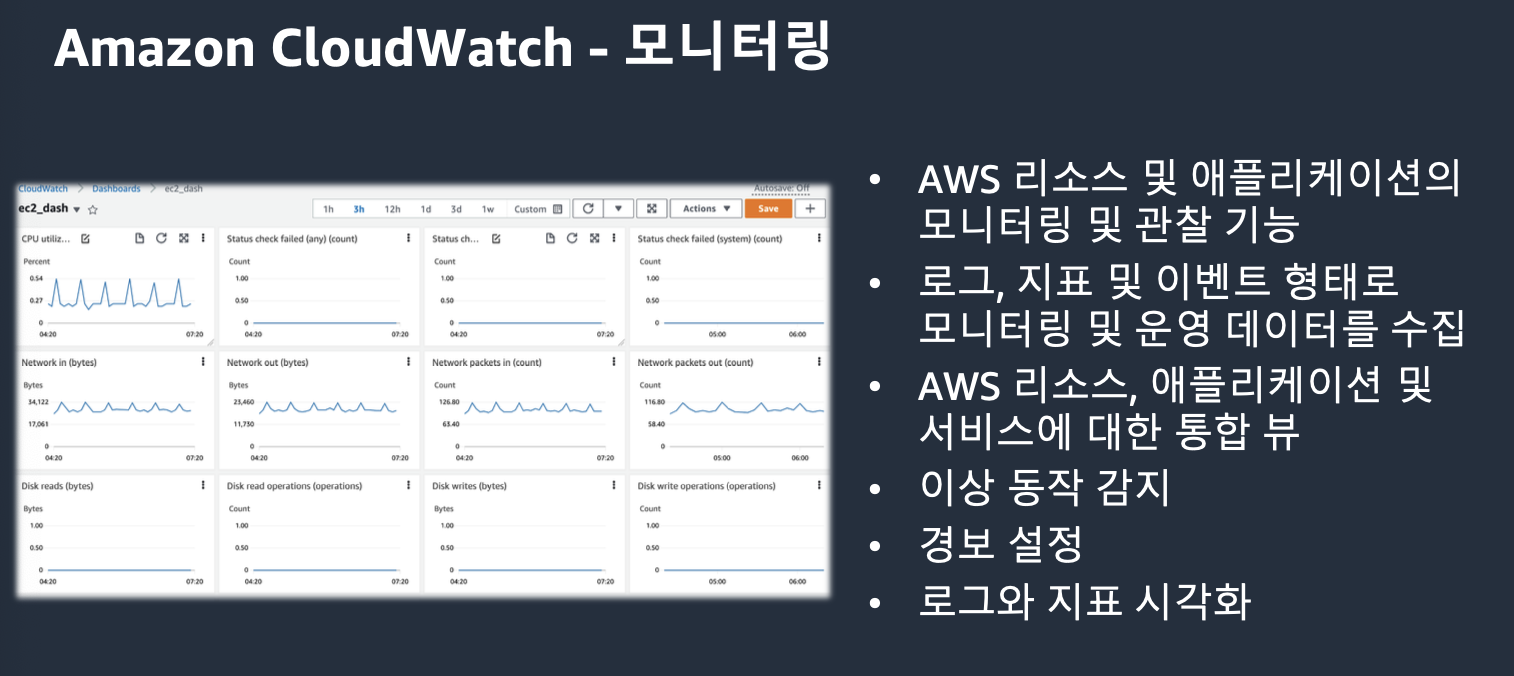 Amazon CloudWatch - 모니터링
CloudWatch > Dashboards > ec2_dash
Autosave: Off
ec2_dash
1h 3h 12h 1d 3d 1w Custom Actions Save
CPU utiliz...
Percent
0.54
0.27
0
04:20 07:20
Status check failed (any) (count)
Count
1.00
0.50
0
04:20 07:20
Status ch...
Count
1.00
0.50
0
04:20 07:20
Status check failed (system) (count)
Count
1.00
0.50
0
05:00 06:00
Network in (bytes)
Bytes
34,122
17,061
0
04:20 07:20
Network out (bytes)
Bytes
23,460
11,730
0
04:20 07:20
Network packets in (count)
Count
126.80
63.40
0
04:20 07:20
Network packets out (count)
Count
116.80
58.40
0
05:00 06:00
Disk reads (bytes)
Bytes
1.00
0.50
0
04:20 07:20
Disk read operations (operations)
Count
1.00
0.50
0
04:20 07:20
Disk writes (bytes)
Bytes
1.00
0.50
0
04:20 07:20
Disk write operations (operations)
Count
1.00
0.50
0
05:00 06:00
• AWS 리소스 및 애플리케이션의
모니터링 및 관찰 기능
• 로그, 지표 및 이벤트 형태로
모니터링 및 운영 데이터를 수집
• AWS 리소스, 애플리케이션 및
서비스에 대한 통합 뷰
• 이상 동작 감지
• 경보 설정
• 로그와 지표 시각화